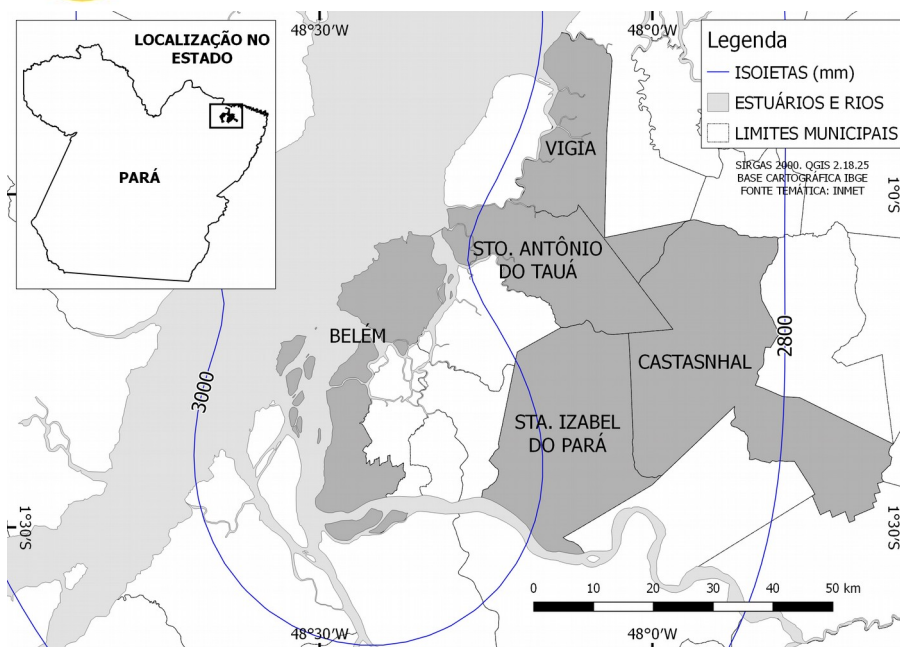 48°30'W
48°0'W
LOCALIZAÇÃO NO
ESTADO
PARÁ
Legenda
ISOIETAS (mm)
ESTUÁRIOS E RIOS
LIMITES MUNICIPAIS
SIRGAS 2000. QGIS 2.18.25
BASE CARTOGRÁFICA IBGE
FONTE TEMÁTICA: INMET
1°0'S
VIGIA
STO. ANTÔNIO
DO TAUÁ
BELÉM
CASTASNHAL
2800
3000
STA. IZABEL
DO PARÁ
1°30'S
1°30'S
0 10 20 30 40 50 km
48°30'W
48°0'W